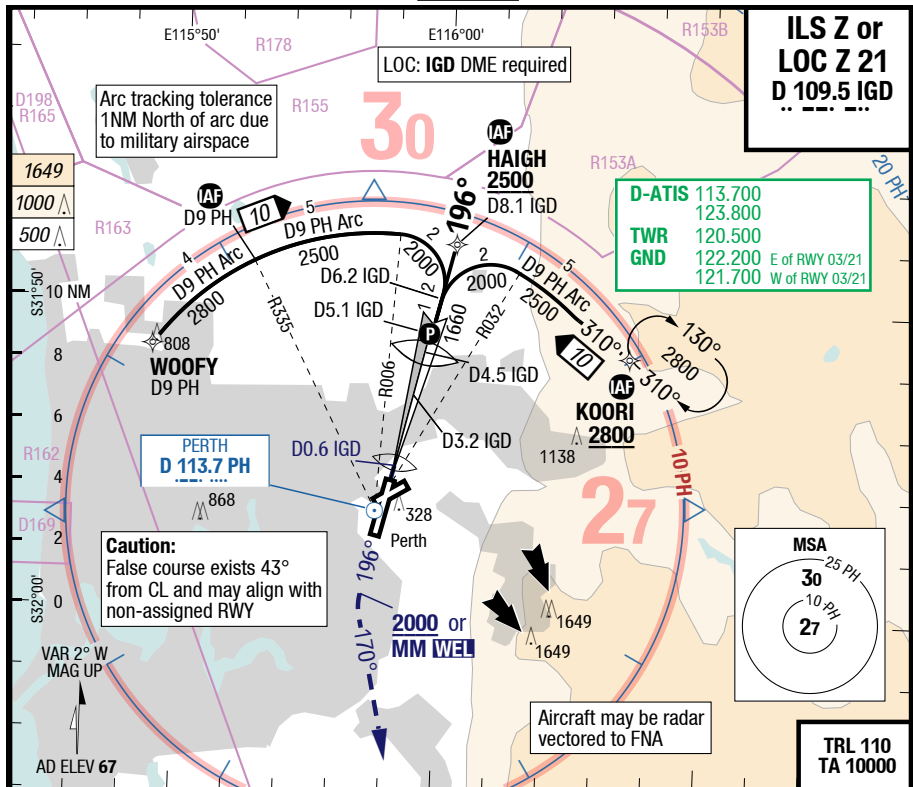 E115°50'
E116°00'
R178
R153B
ILS Z or
LOC Z 21
D 109.5 IGD
LOC: IGD DME required
D198
R165
Arc tracking tolerance
1NM North of arc due
to military airspace
R155
30
IAF
HAIGH
2500
D8.1 IGD
R153A
20 PH
1649
1000
500
IAF
D9 PH
10
5
196°
D-ATIS 113.700
123.800
TWR 120.500
GND 122.200 E of RWY 03/21
121.700 W of RWY 03/21
R163
4
D9 PH Arc
D9 PH Arc
2500
2000
2
2
2000
D9 PH Arc
5
2500
2800
D6.2 IGD
D5.1 IGD
2
1
1660
S31°50'
10 NM
R335
R006
R032
P
310°
10
130°
2800
310°
808
WOOFY
D9 PH
8
D4.5 IGD
IAF
KOORI
2800
6
D3.2 IGD
1138
10 PH
R162
PERTH
D 113.7 PH
D0.6 IGD
4
868
328
Perth
27
D169
2
Caution:
False course exists 43°
from CL and may align with
non-assigned RWY
196°
171°
MSA
25 PH
30
10 PH
27
S32°00'
0
2000 or
MM WEL
1649
1649
VAR 2° W
MAG UP
AD ELEV 67
Aircraft may be radar
vectored to FNA
TRL 110
TA 10000